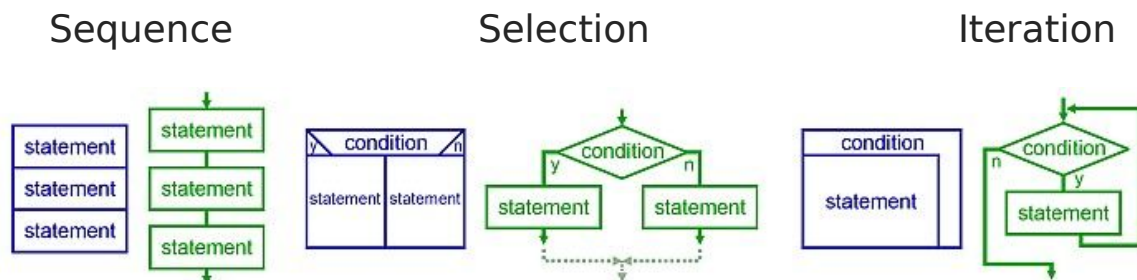 Sequence
Selection
Iteration
statement
statement
statement
statement
statement
statement
y
condition
n
statement
statement
condition
y
n
statement
statement
condition
statement
condition
n
y
statement